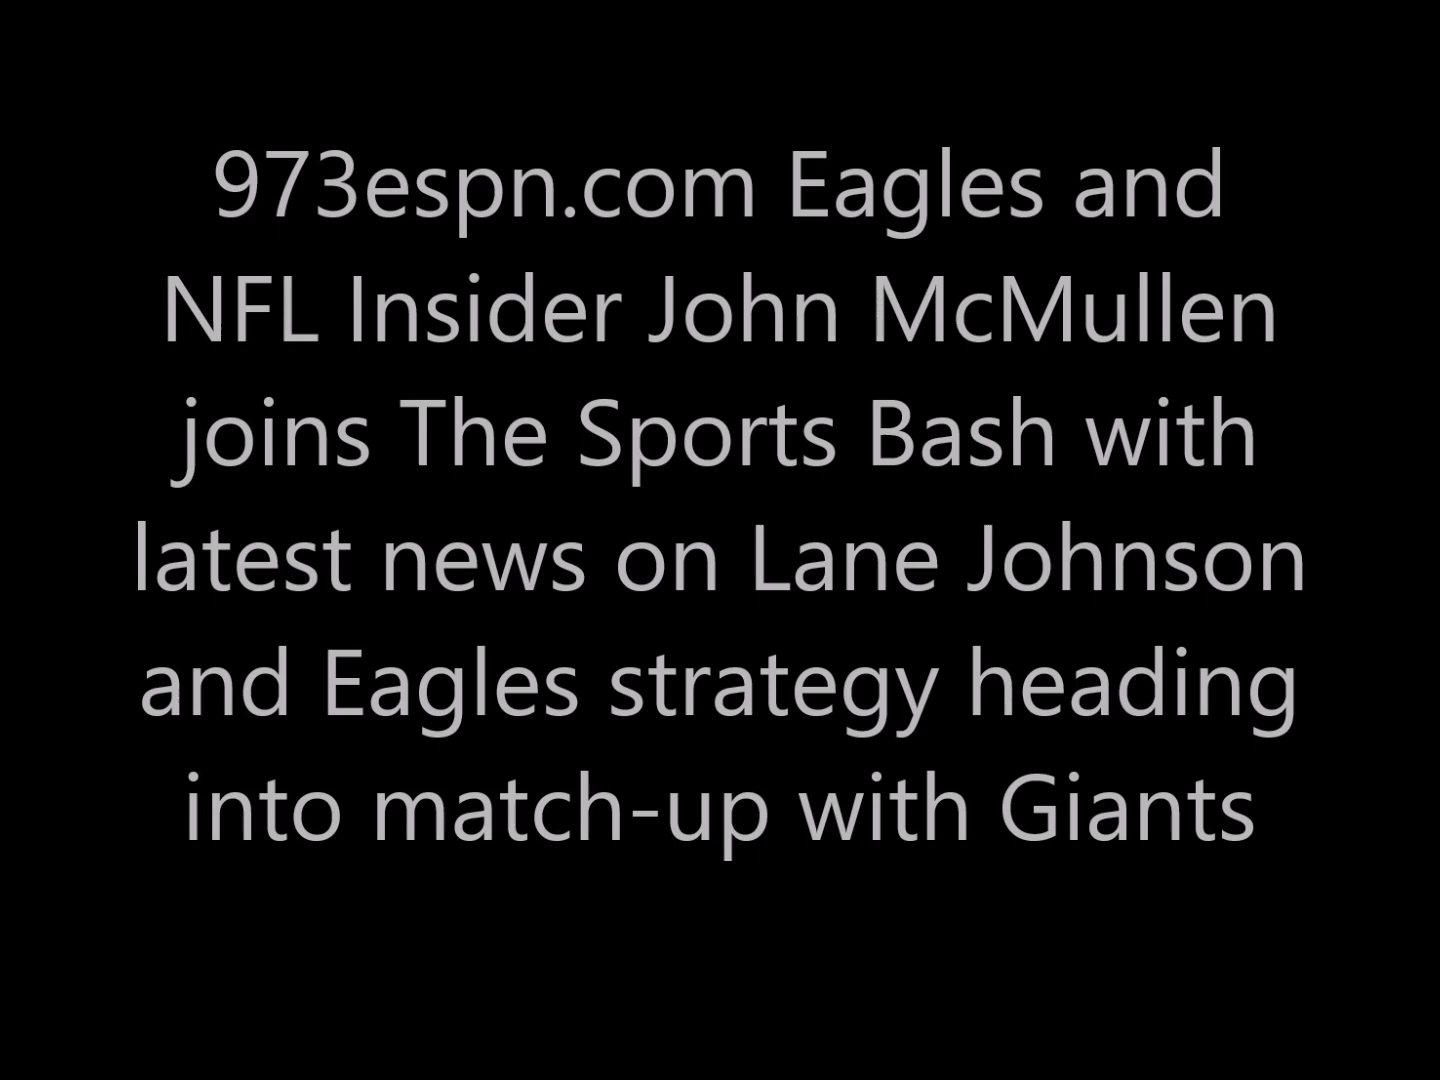 973espn.com Eagles and
NFL Insider John McMullen
joins The Sports Bash with
latest news on Lane Johnson
and Eagles strategy heading
into match-up with Giants